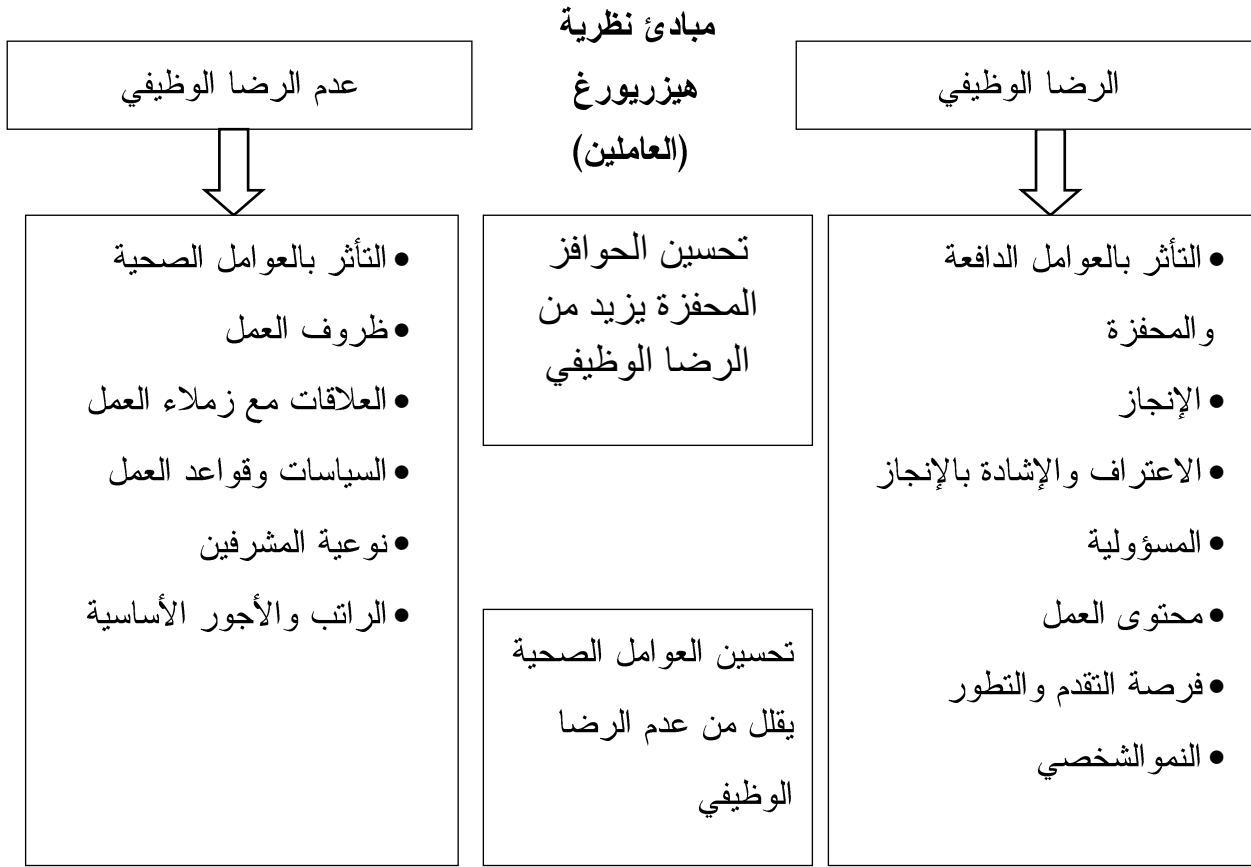 مبادئ نظرية
هيزريورغ
(العاملين)
الرضا الوظيفي
عدم الرضا الوظيفي
• التأثر بالعوامل الدافعة
والمحفزة
• الإنجاز
• الاعتراف والإشادة بالإنجاز
• المسؤولية
• محتوى العمل
• فرصة التقدم والتطور
• النموالشخصي
تحسين الحوافز
المحفزة يزيد من
الرضا الوظيفي
تحسين العوامل الصحية
يقلل من عدم الرضا
الوظيفي
• التأثر بالعوامل الصحية
• ظروف العمل
• العلاقات مع زملاء العمل
• السياسات وقواعد العمل
• نوعية المشرفين
• الراتب والأجور الأساسية